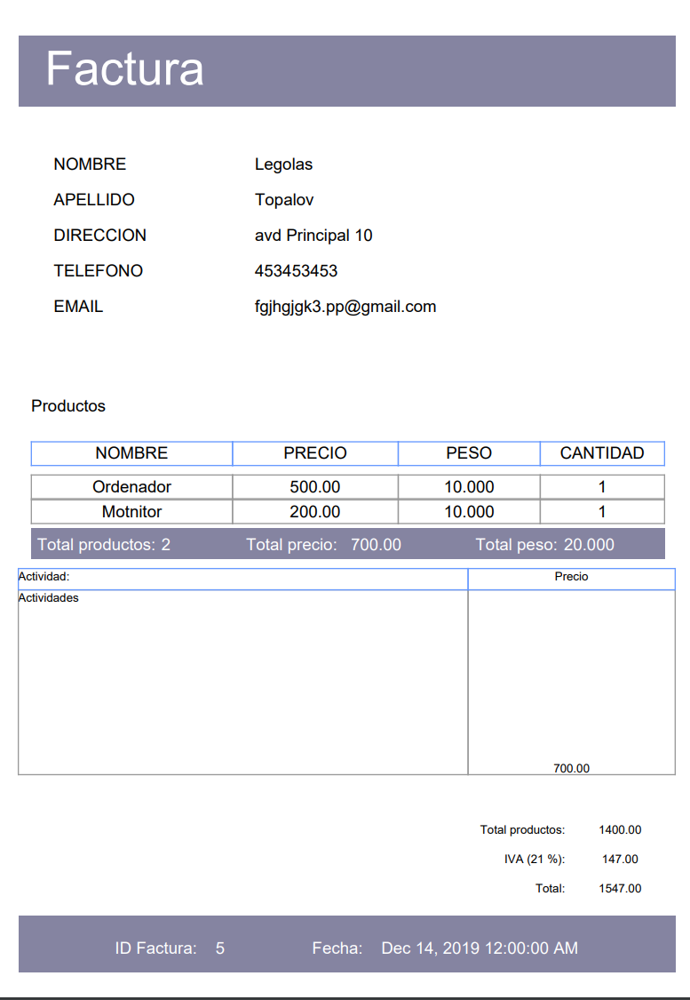 Factura
NOMBRE Legolas
APELLIDO Topalov
DIRECCION avd Principal 10
TELEFONO 453453453
EMAIL fgjhgjgk3.pp@gmail.com
Productos
NOMBRE PRECIO PESO CANTIDAD
Ordenador 500.00 10.000 1
Motnitor 200.00 10.000 1
Total productos: 2 Total precio: 700.00 Total peso: 20.000
Actividad: Precio
Actividades
700.00
Total productos: 1400.00
IVA (21 %): 147.00
Total: 1547.00
ID Factura: 5 Fecha: Dec 14, 2019 12:00:00 AM